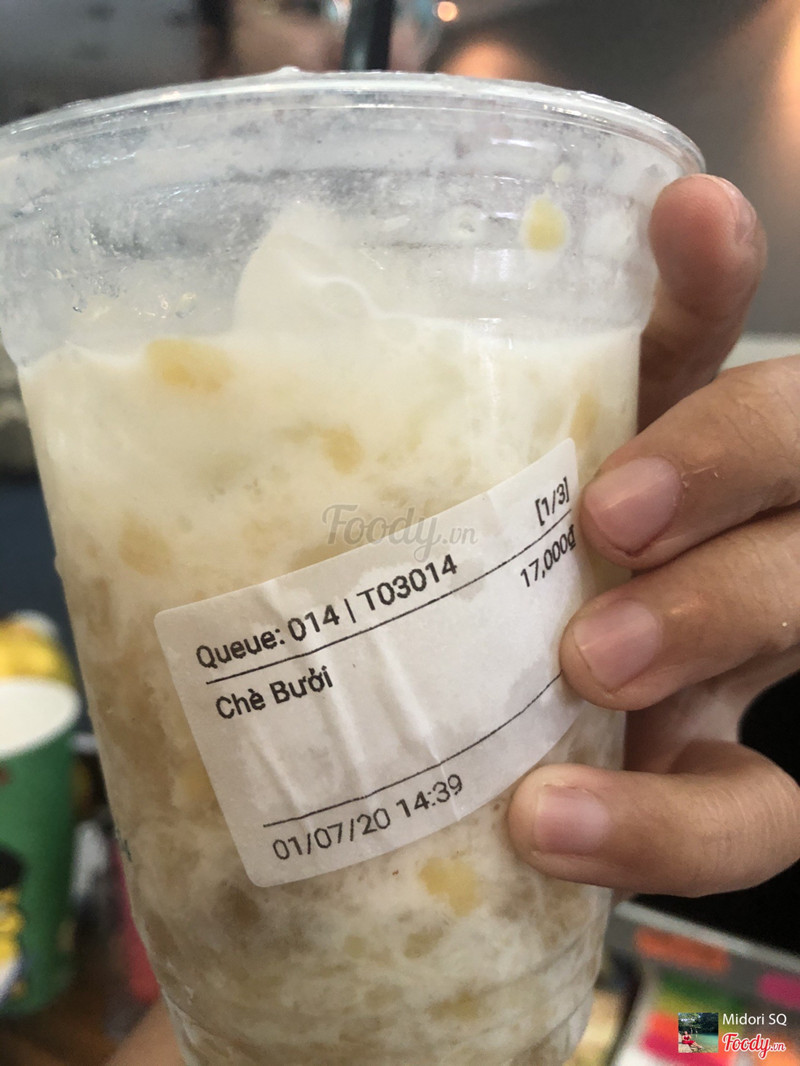 Foody.vn
[1/3]
Queue: 014 | T03014
17,000₫
Chè Bưởi
01/07/20 14:39
Midori SQ
Foody.vn